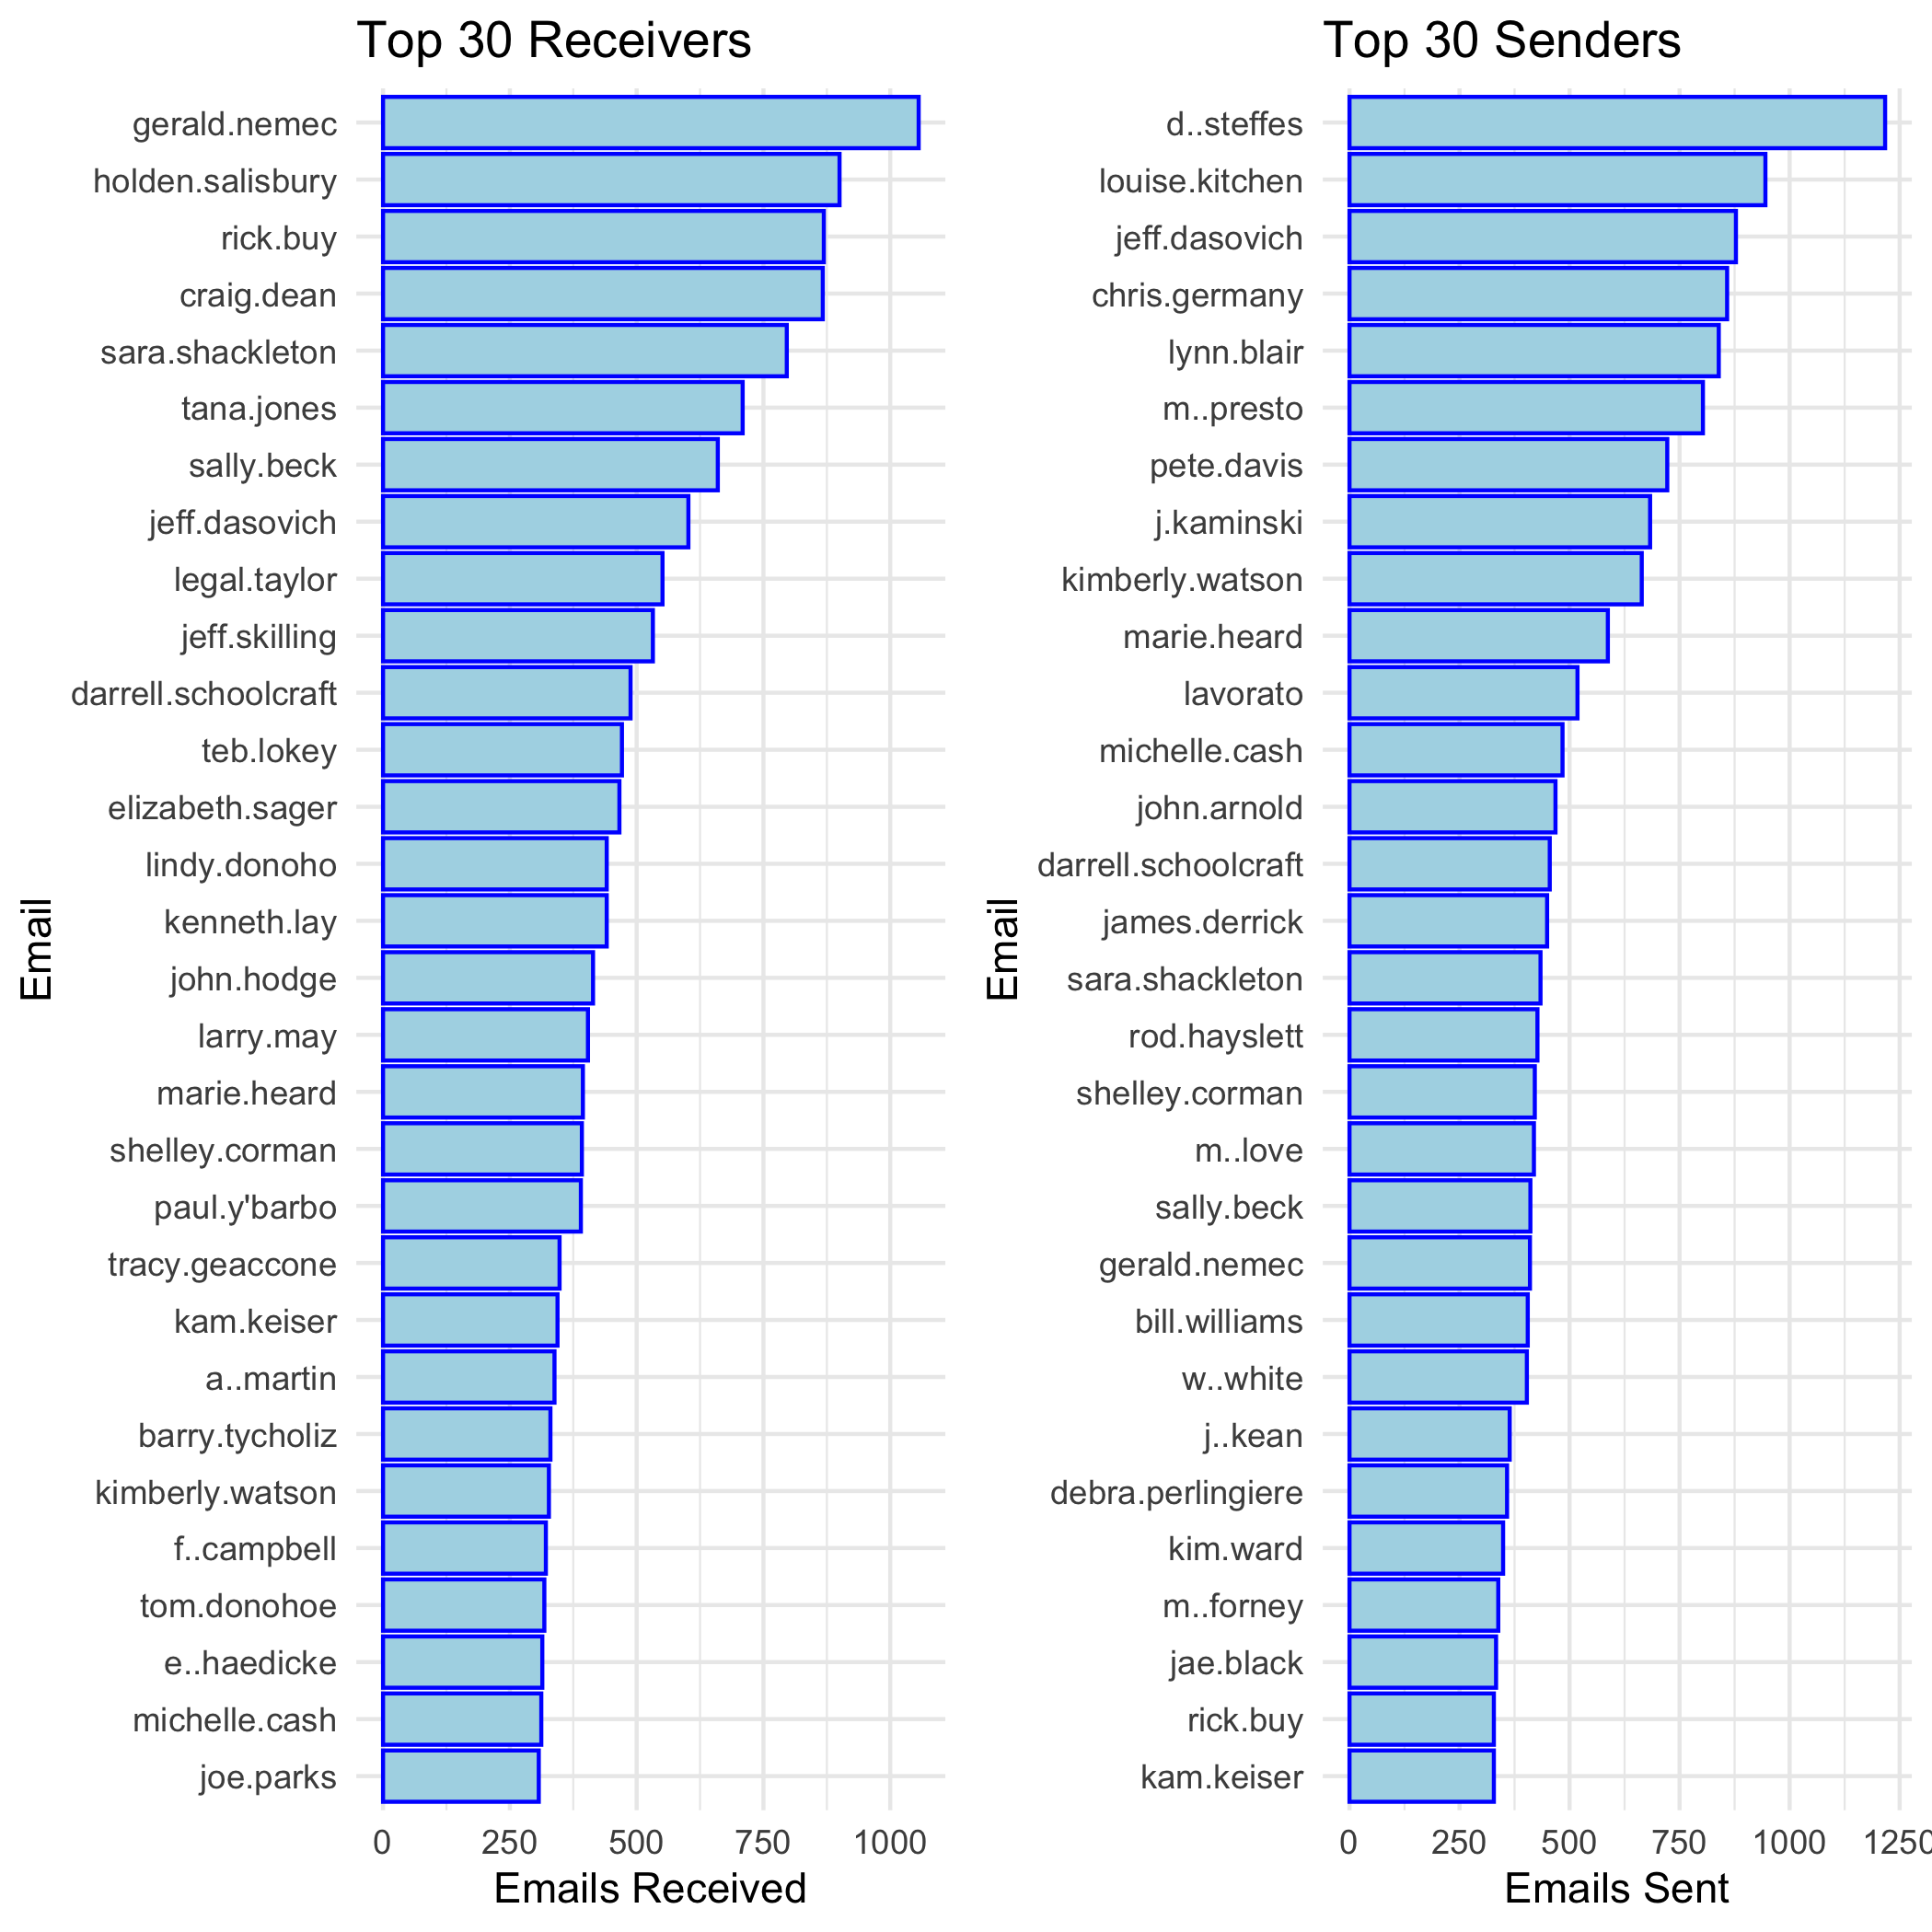 Top 30 Receivers
gerald.nemec
holden.salisbury
rick.buy
craig.dean
sara.shackleton
tana.jones
sally.beck
jeff.dasovich
legal.taylor
jeff.skilling
darrell.schoolcraft
teb.lokey
elizabeth.sager
lindy.donoho
kenneth.lay
john.hodge
larry.may
marie.heard
shelley.corman
paul.y'barbo
tracy.geaccone
kam.keiser
a..martin
barry.tycholiz
kimberly.watson
f..campbell
tom.donohoe
e..haedicke
michelle.cash
joe.parks
Email
0 250 500 750 1000
Emails Received
Top 30 Senders
d..steffes
louise.kitchen
jeff.dasovich
chris.germany
lynn.blair
m..presto
pete.davis
j.kaminski
kimberly.watson
marie.heard
lavorato
michelle.cash
john.arnold
darrell.schoolcraft
james.derrick
sara.shackleton
rod.hayslett
shelley.corman
m..love
sally.beck
gerald.nemec
bill.williams
w..white
j..kean
debra.perlingiere
kim.ward
m..forney
jae.black
rick.buy
kam.keiser
Email
0 250 500 750 1000 1250
Emails Sent